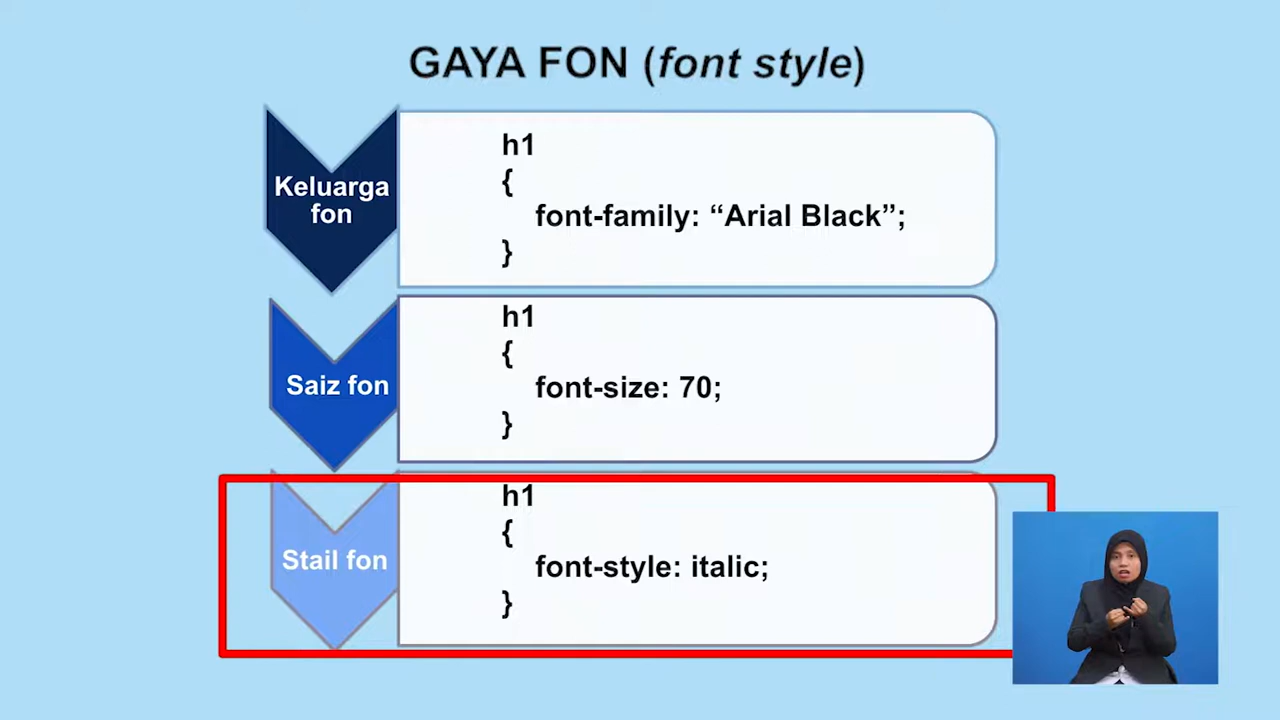 GAYA FON (font style)
Keluarga
fon
h1
{
font-family: “Arial Black”;
}
Saiz fon
h1
{
font-size: 70;
}
Stail fon
h1
{
font-style: italic;
}